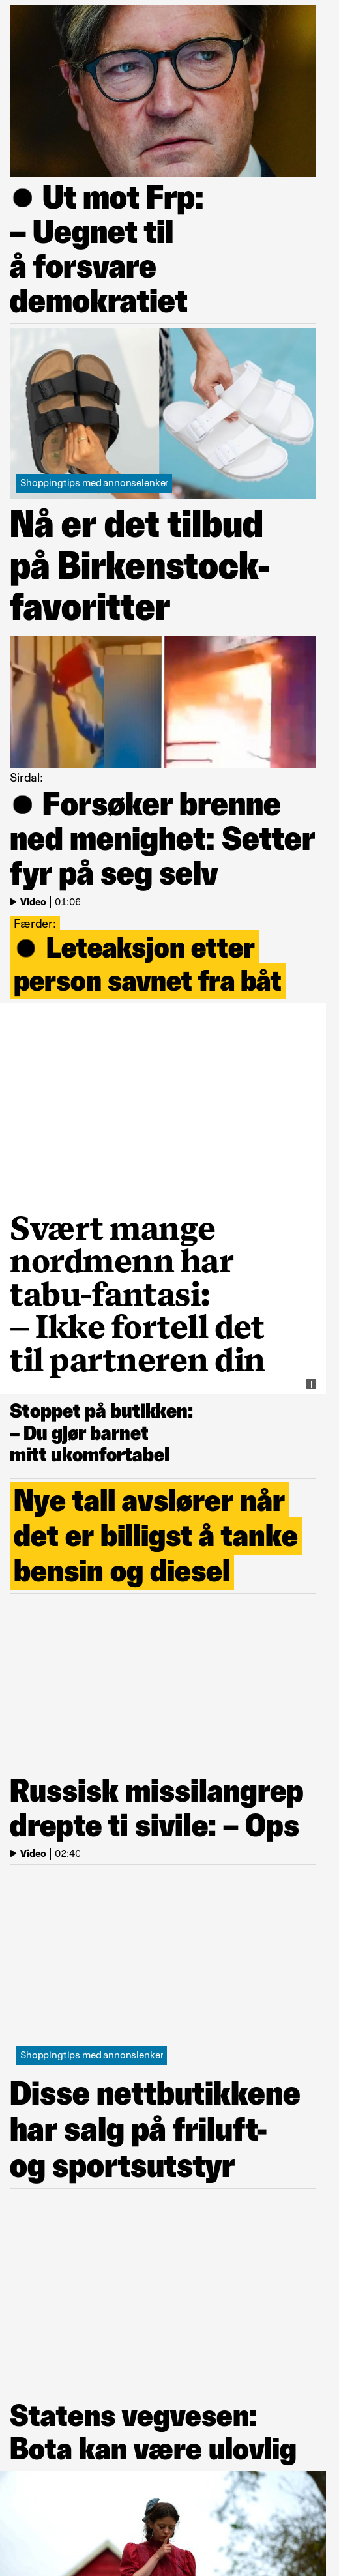 ● Ut mot Frp:
– Uegnet til
å forsvare
demokratiet
Shoppingtips med annonselenker
Nå er det tilbud
på Birkenstock-
favoritter
Sirdal:
● Forsøker brenne
ned menighet: Setter
fyr på seg selv
Video | 01:06
Færder:
● Leteaksjon etter
person savnet fra båt
Svært mange
nordmenn har
tabu-fantasi:
– Ikke fortell det
til partneren din
Stoppet på butikken:
– Du gjør barnet
mitt ukomfortabel
Nye tall avslører når
det er billigst å tanke
bensin og diesel
Russisk missilangrep
drepte ti sivile: – Ops
Video | 02:40
Shoppingtips med annonslenker
Disse nettbutikkene
har salg på friluft-
og sportsutstyr
Statens vegvesen:
Bota kan være ulovlig